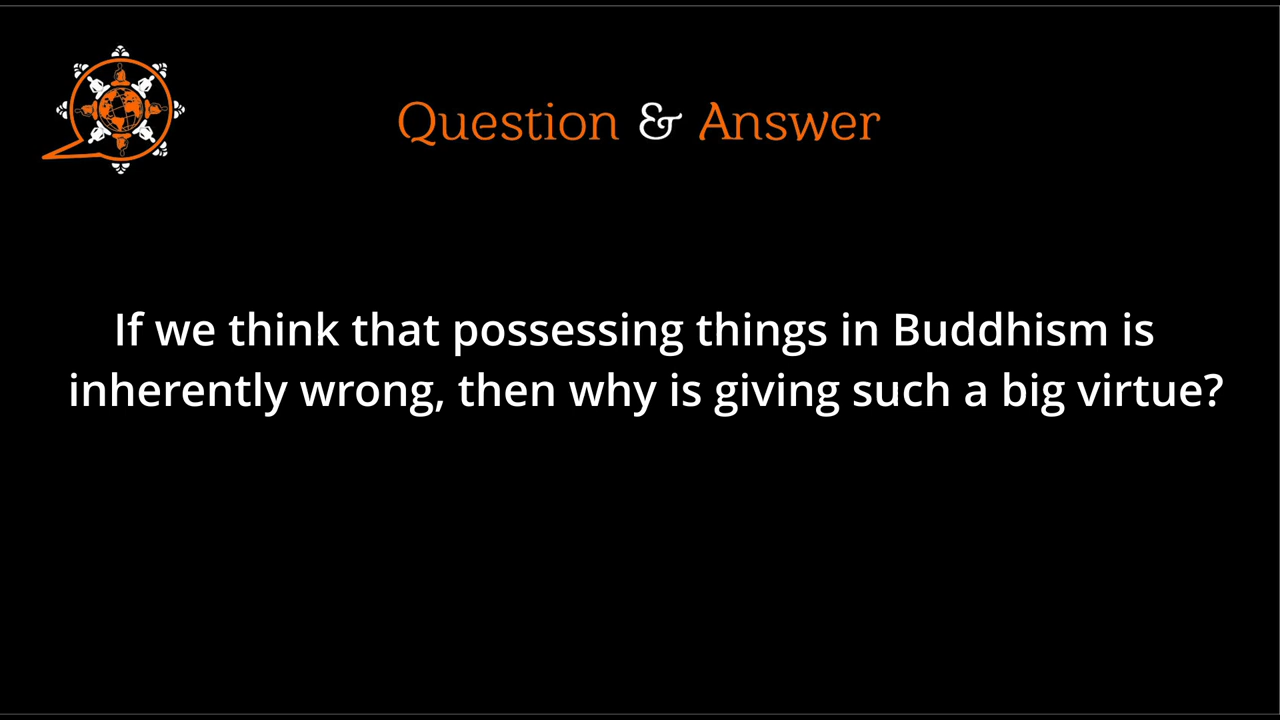 Question & Answer
If we think that possessing things in Buddhism is
inherently wrong, then why is giving such a big virtue?